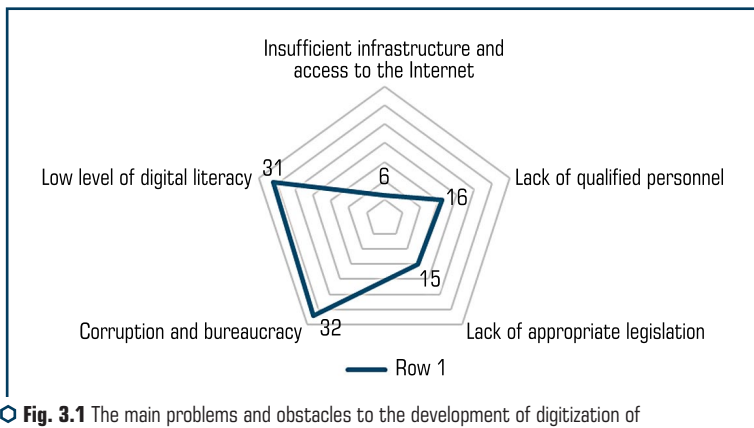 Insufficient infrastructure and
access to the Internet
31
Low level of digital literacy
6
Lack of qualified personnel
16
15
Corruption and bureaucracy
32
Lack of appropriate legislation
Row 1
Fig. 3.1 The main problems and obstacles to the development of digitization of